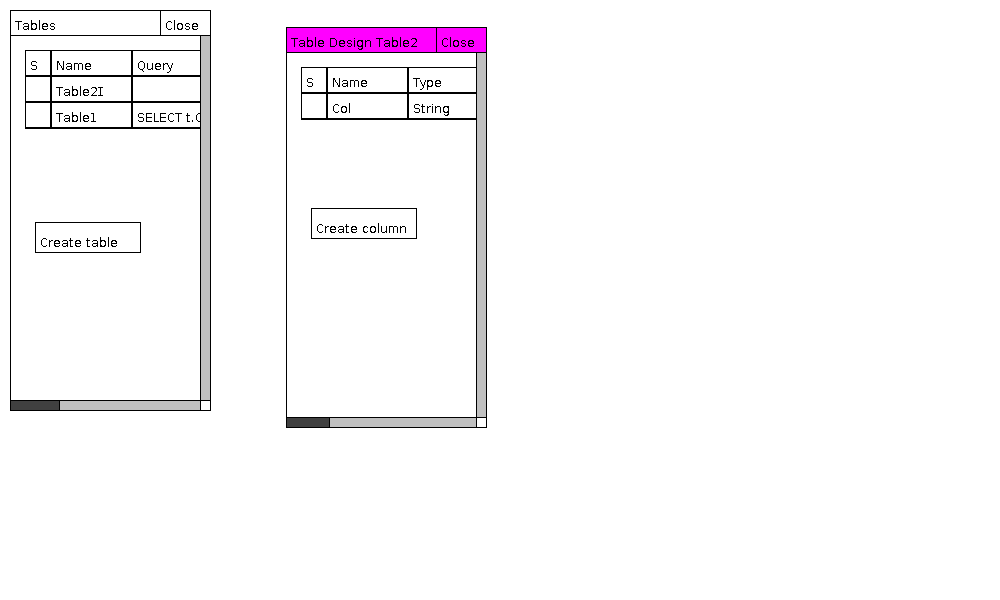 Tables Close
S Name Query
Table2I
Table1 SELECT t.
Create table
Table Design Table2 Close
S Name Type
Col String
Create column